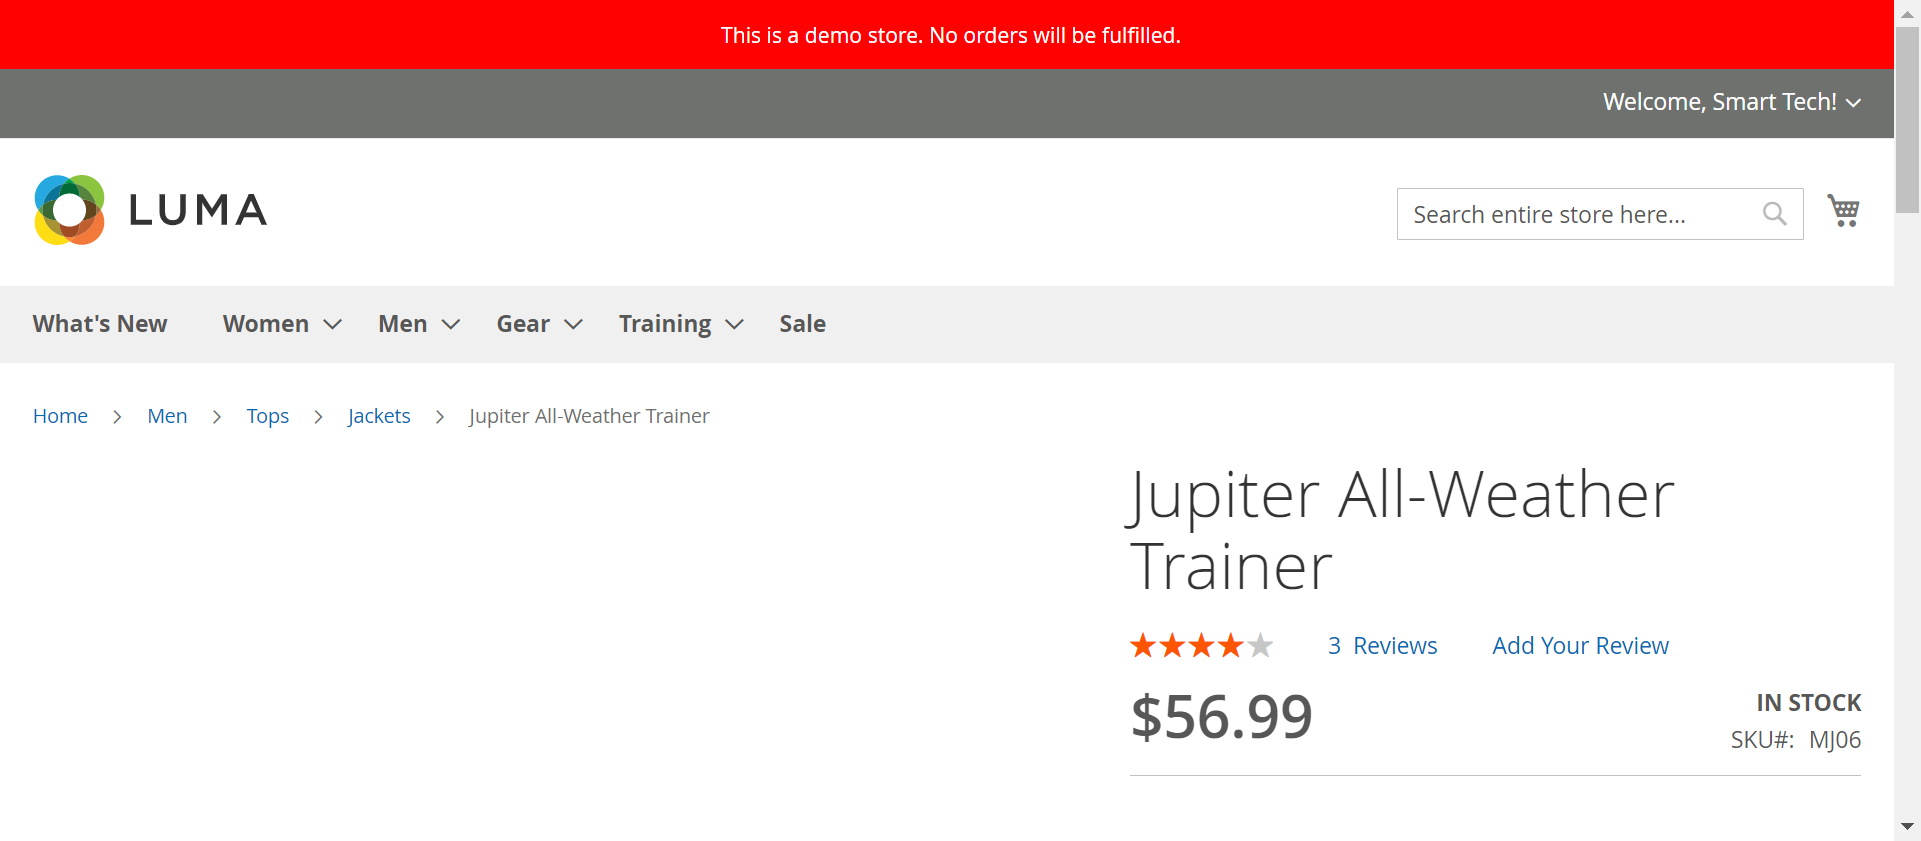 This is a demo store. No orders will be fulfilled.
Welcome, Smart Tech!
LUMA
Search entire store here...
What's New Women Men Gear Training Sale
Home Men Tops Jackets Jupiter All-Weather Trainer
Jupiter All-Weather
Trainer
3 Reviews Add Your Review
$56.99
IN STOCK
SKU#: MJ06